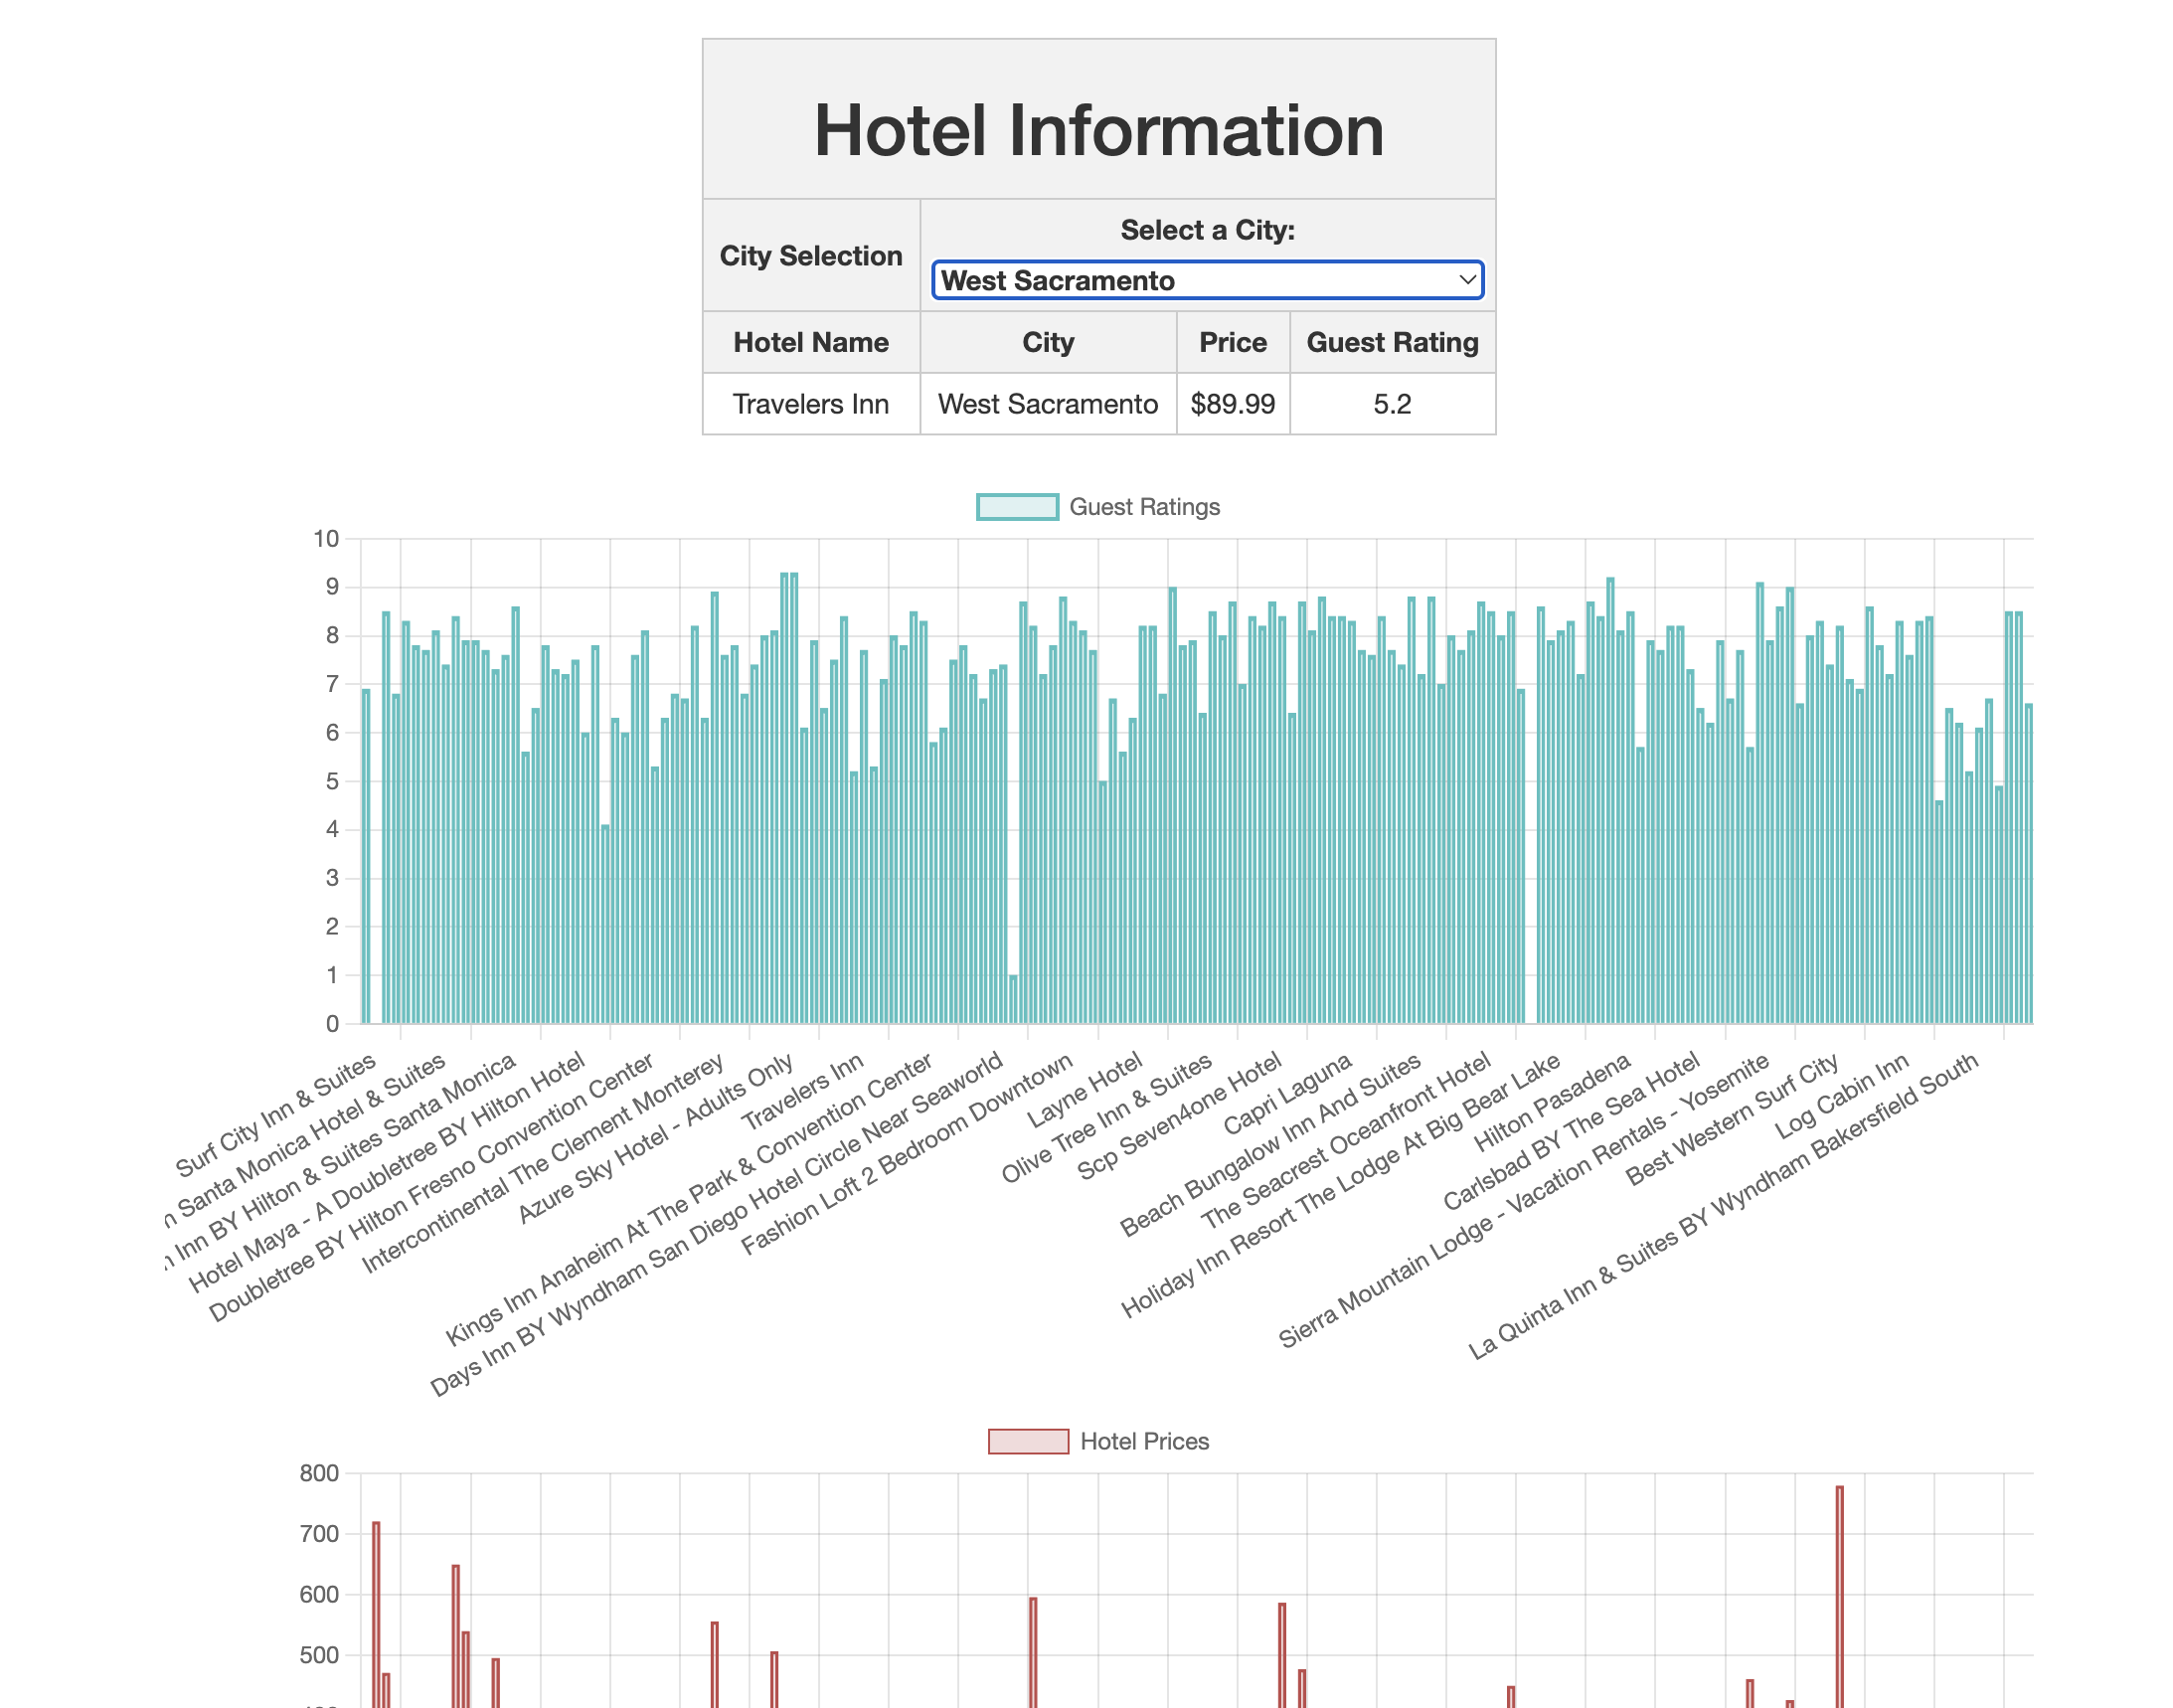 Hotel Information
City Selection
Select a City:
West Sacramento
Hotel Name City Price Guest Rating
Travelers Inn West Sacramento $89.99 5.2
Guest Ratings
10
9
8
7
6
5
4
3
2
1
0
Surf City Inn & Suites
Santa Monica Hotel & Suites
Inn BY Hilton & Suites Santa Monica
Hotel Maya - A Doubletree BY Hilton Hotel
Doubletree BY Hilton Fresno Convention Center
Intercontinental The Clement Monterey
Azure Sky Hotel - Adults Only
Travelers Inn
Kings Inn Anaheim At The Park & Convention Center
Days Inn BY Wyndham San Diego Hotel Circle Near Seaworld
Fashion Loft 2 Bedroom Downtown
Layne Hotel
Olive Tree Inn & Suites
Scp Seven4one Hotel
Capri Laguna
Beach Bungalow Inn And Suites
The Seacrest Oceanfront Hotel
Holiday Inn Resort The Lodge At Big Bear Lake
Hilton Pasadena
Carlsbad BY The Sea Hotel
Sierra Mountain Lodge - Vacation Rentals - Yosemite
Best Western Surf City
Log Cabin Inn
La Quinta Inn & Suites BY Wyndham Bakersfield South
Hotel Prices
800
700
600
500